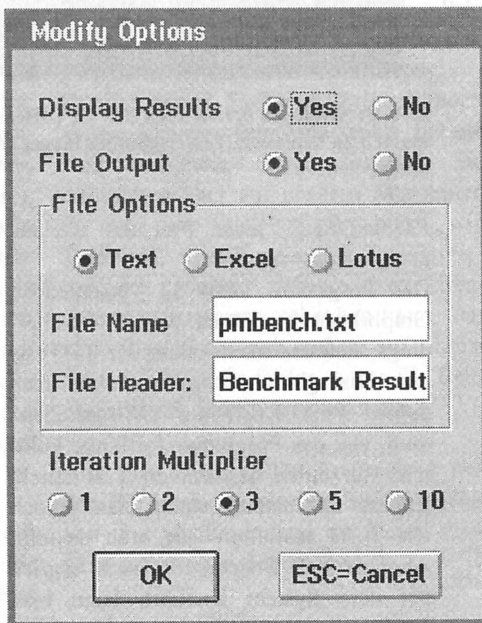 Modify Options
Display Results Yes No
File Output Yes No
File Options
Text Excel Lotus
File Name pmbench.txt
File Header: Benchmark Result
Iteration Multiplier
1 2 3 5 10
OK ESC=Cancel